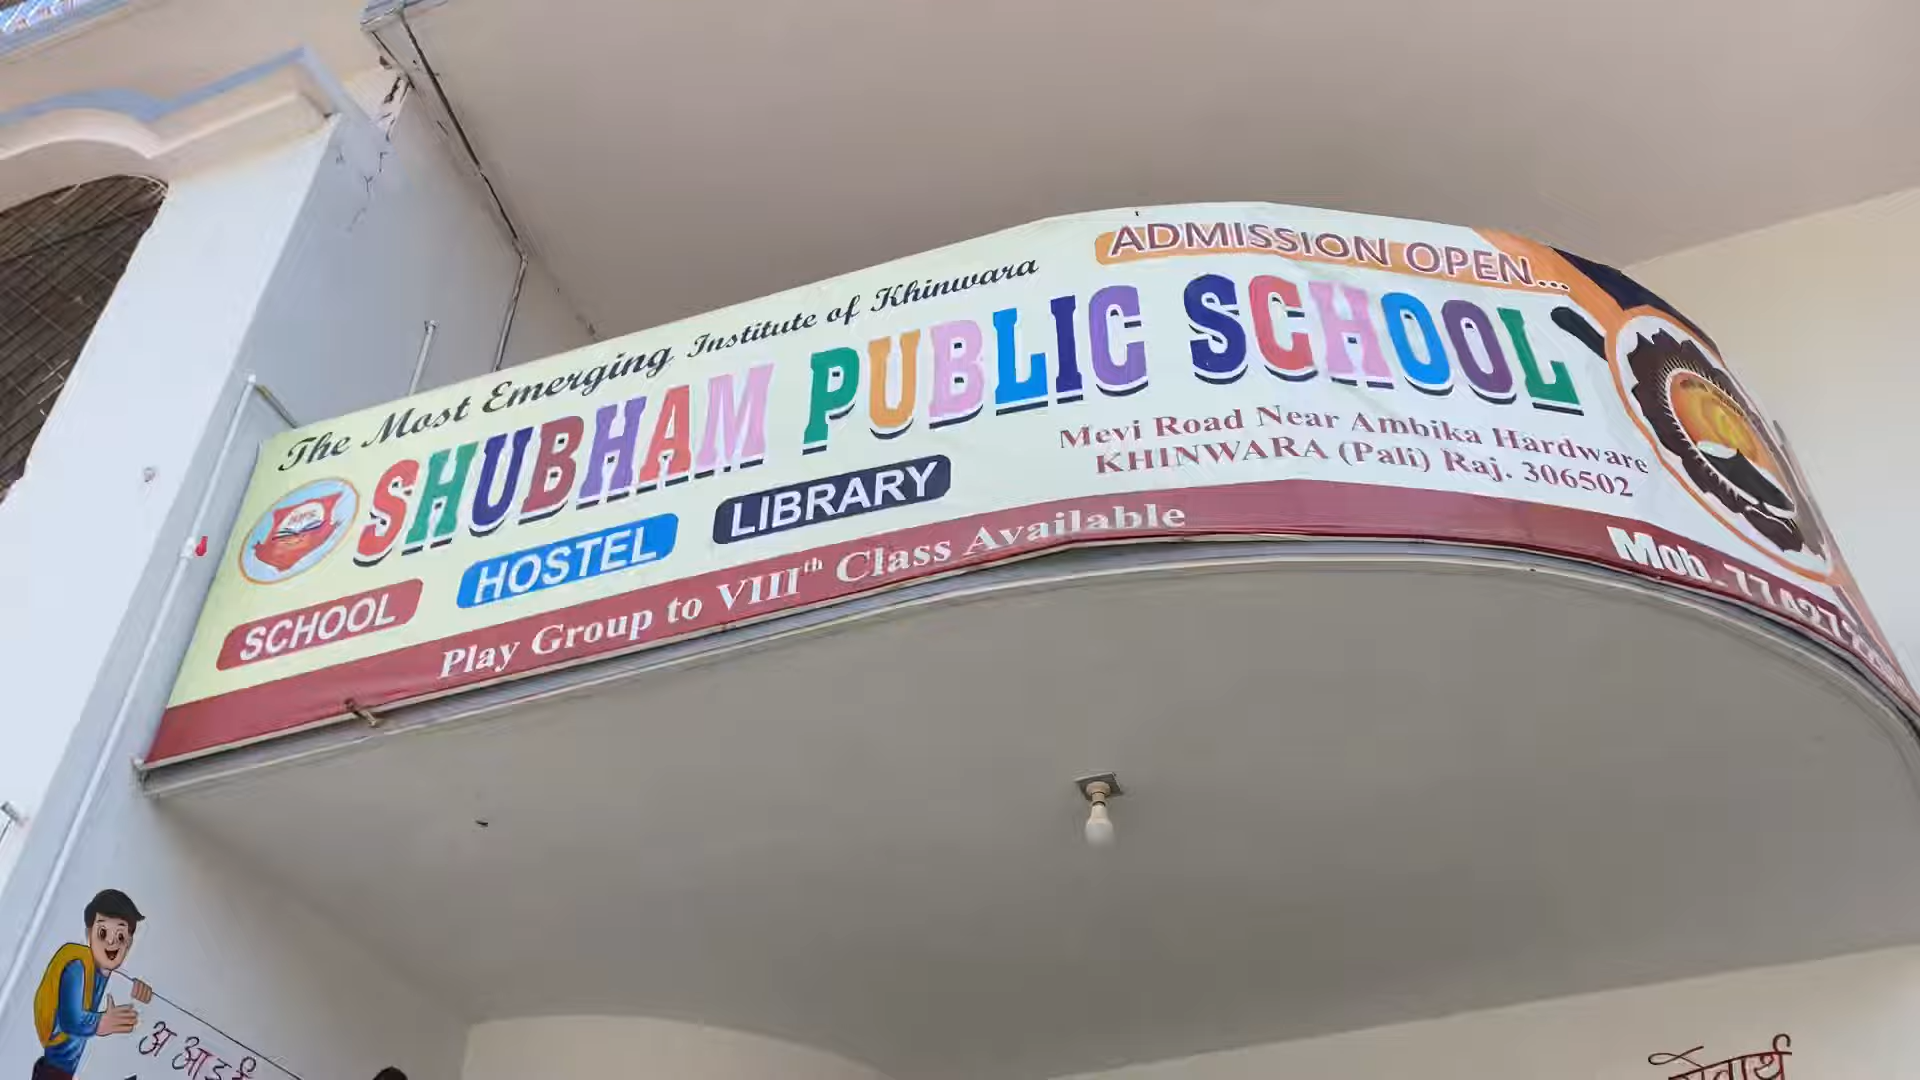 The Most Emerging Institute of Khinwara
ADMISSION OPEN...
SHUBHAM PUBLIC SCHOOL
Mevi Road Near Ambika Hardware
KHINWARA (Pali) Raj. 306502
SCHOOL HOSTEL LIBRARY
Play Group to VIIIth Class Available
Mob.
अ आ इ ई